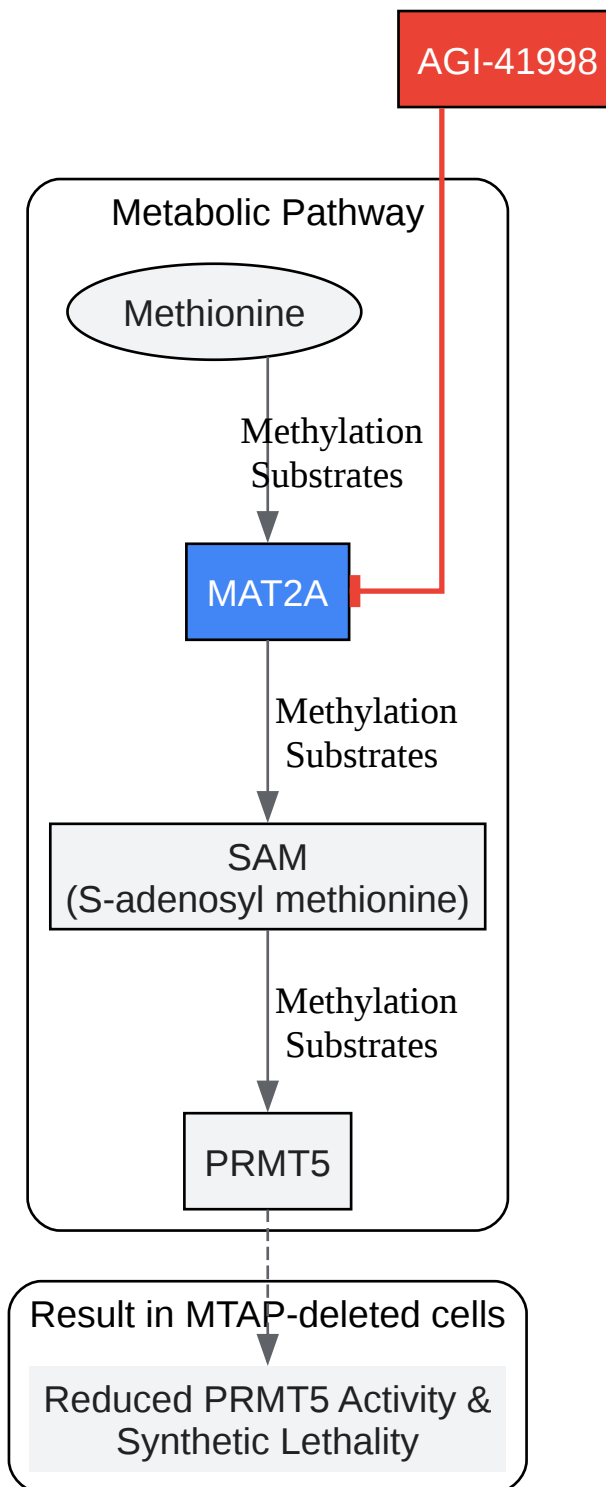 AGI-41998
Metabolic Pathway
Methionine
Methylation
Substrates
MAT2A
Methylation
Substrates
SAM
(S-adenosyl methionine)
Methylation
Substrates
PRMT5
Result in MTAP-deleted cells
Reduced PRMT5 Activity &
Synthetic Lethality